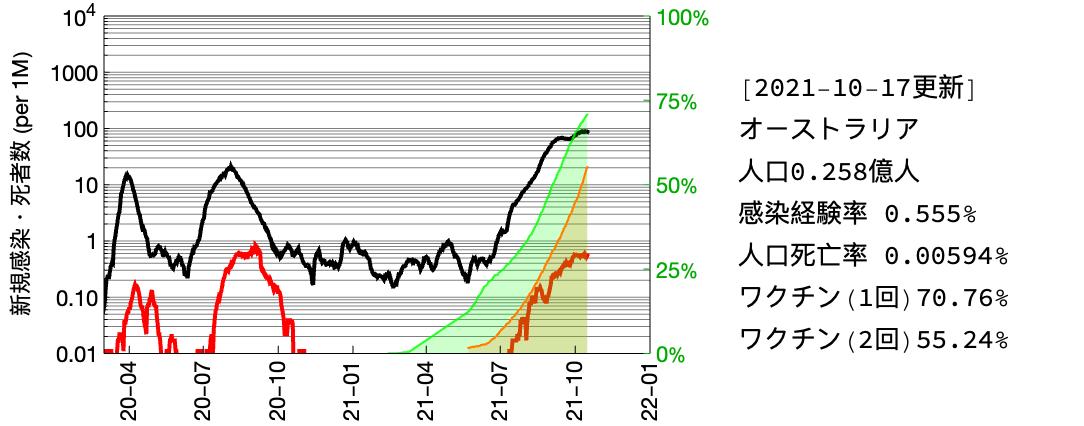 新規感染・死者数 (per 1M)
10^4
1000
100
10
1
0.10
0.01
100%
75%
50%
25%
0%
20-04
20-07
20-10
21-01
21-04
21-07
21-10
22-01
[2021-10-17更新]
オーストラリア
人口0.258億人
感染経験率 0.555%
人口死亡率 0.00594%
ワクチン(1回)70.76%
ワクチン(2回)55.24%